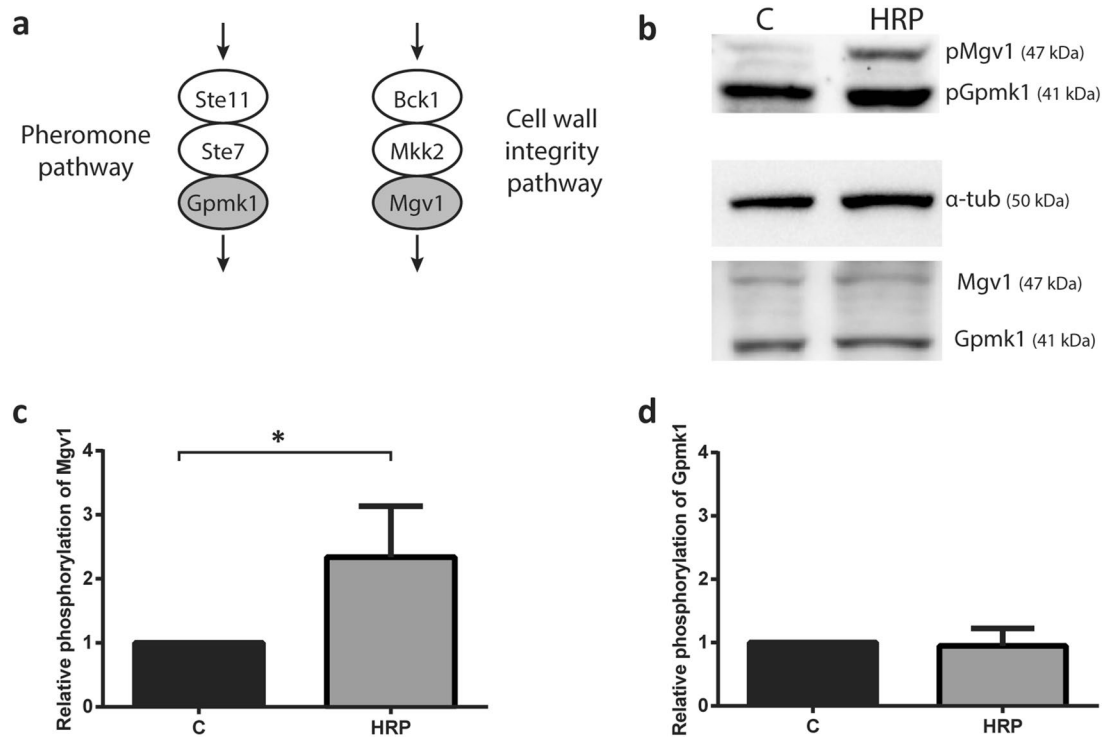 a
Pheromone
pathway
Ste11
Ste7
Gpmk1
Bck1
Mkk2
Mgv1
Cell wall
integrity
pathway
b
C HRP
pMgv1 (47 kDa)
pGpmk1 (41 kDa)
α-tub (50 kDa)
Mgv1 (47 kDa)
Gpmk1 (41 kDa)
c
Relative phosphorylation of Mgv1
4
3
2
1
0
*
C HRP
d
Relative phosphorylation of Gpmk1
4
3
2
1
0
C HRP